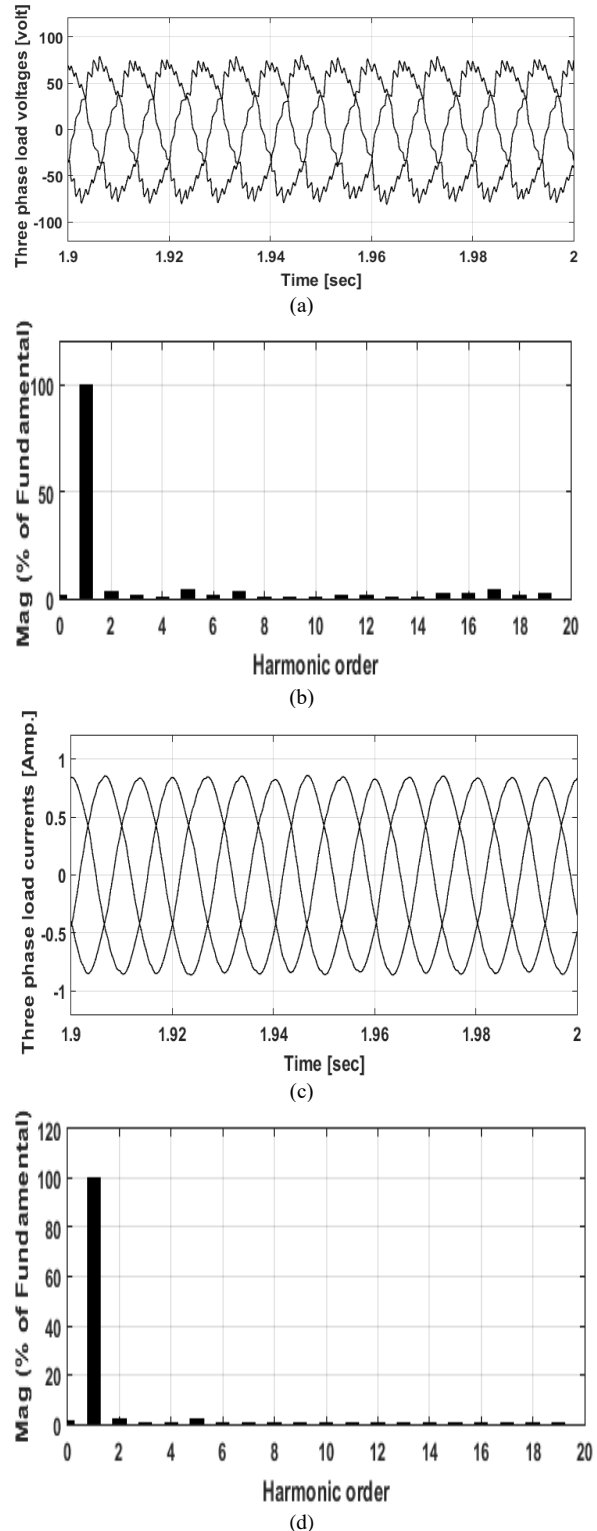 Three phase load voltages [volt]
100
50
0
-50
-100
1.9 1.92 1.94 1.96 1.98 2
Time [sec]
(a)
Mag (% of Fundamental)
100
50
0
0 2 4 6 8 10 12 14 16 18 20
Harmonic order
(b)
Three phase load currents [Amp.]
1
0.5
0
-0.5
-1
1.9 1.92 1.94 1.96 1.98 2
Time [sec]
(c)
Mag (% of Fundamental)
120
100
80
60
40
20
0
0 2 4 6 8 10 12 14 16 18 20
Harmonic order
(d)